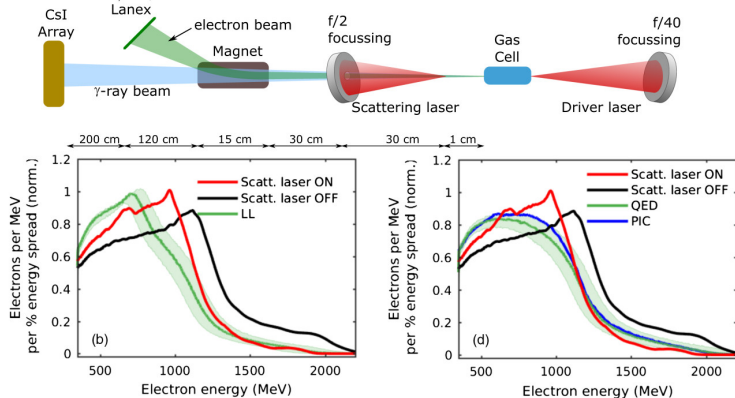 CsI
Array
Lanex
electron beam
Magnet
γ-ray beam
f/2
focussing
Scattering laser
Gas
Cell
Driver laser
f/40
focussing
200 cm 120 cm 15 cm 30 cm 30 cm 1 cm
Electrons per MeV
per % energy spread (norm.)
1.2
1
0.8
0.6
0.4
0.2
0
Scatt. laser ON
Scatt. laser OFF
LL
(b)
500 1000 1500 2000
Electron energy (MeV)
Electrons per MeV
per % energy spread (norm.)
1.2
1
0.8
0.6
0.4
0.2
0
Scatt. laser ON
Scatt. laser OFF
QED
PIC
(d)
500 1000 1500 2000
Electron energy (MeV)